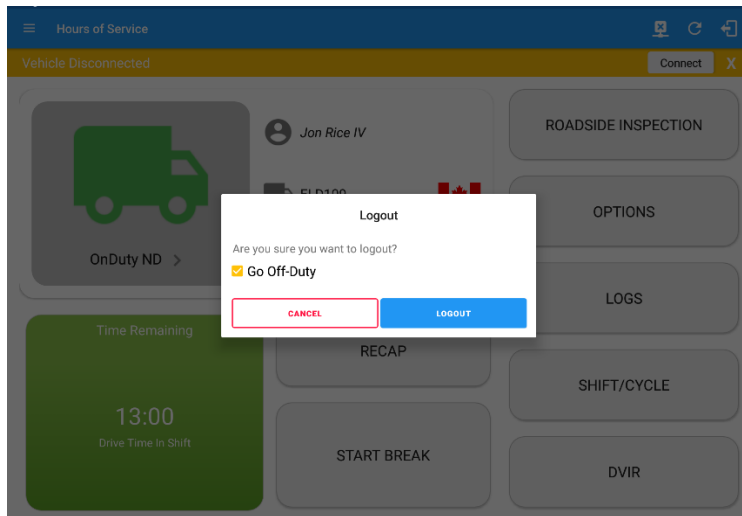 Hours of Service
Vehicle Disconnected
Connect
X
Jon Rice IV
ROADSIDE INSPECTION
ELD100
OPTIONS
OnDuty ND >
Logout
Are you sure you want to logout?
Go Off-Duty
CANCEL
LOGOUT
LOGS
Time Remaining
RECAP
SHIFT/CYCLE
13:00
Drive Time In Shift
START BREAK
DVIR